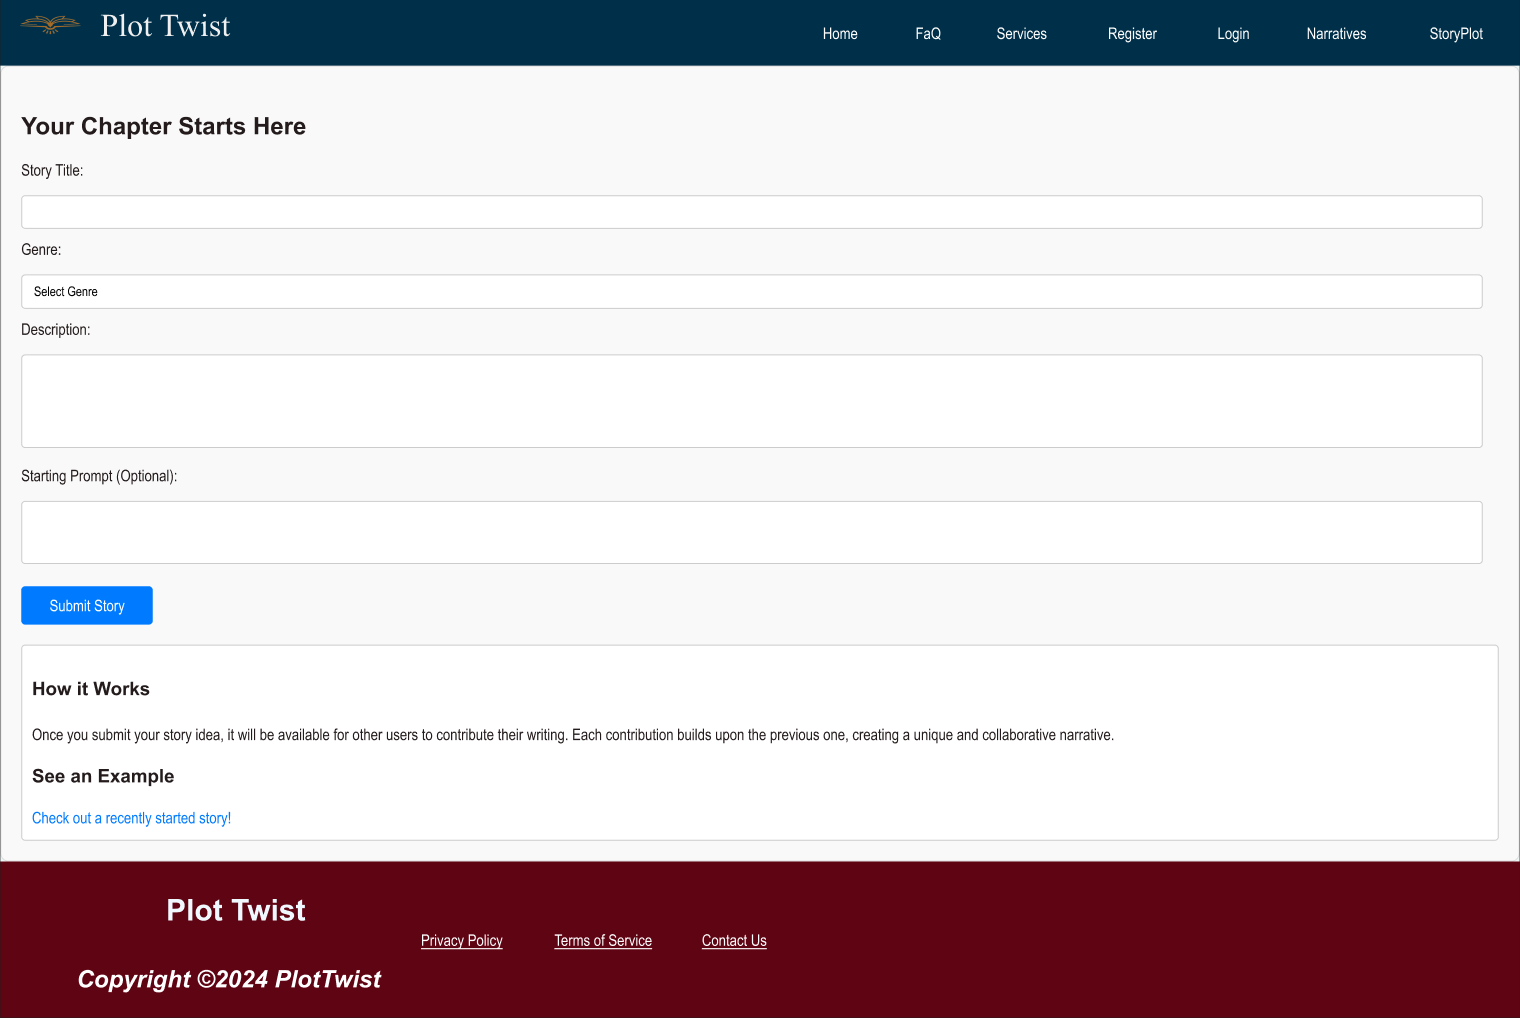 Plot Twist
Home FaQ Services Register Login Narratives StoryPlot
Your Chapter Starts Here
Story Title:
Genre:
Select Genre
Description:
Starting Prompt (Optional):
Submit Story
How it Works
Once you submit your story idea, it will be available for other users to contribute their writing. Each contribution builds upon the previous one, creating a unique and collaborative narrative.
See an Example
Check out a recently started story!
Plot Twist
Privacy Policy Terms of Service Contact Us
Copyright ©2024 PlotTwist